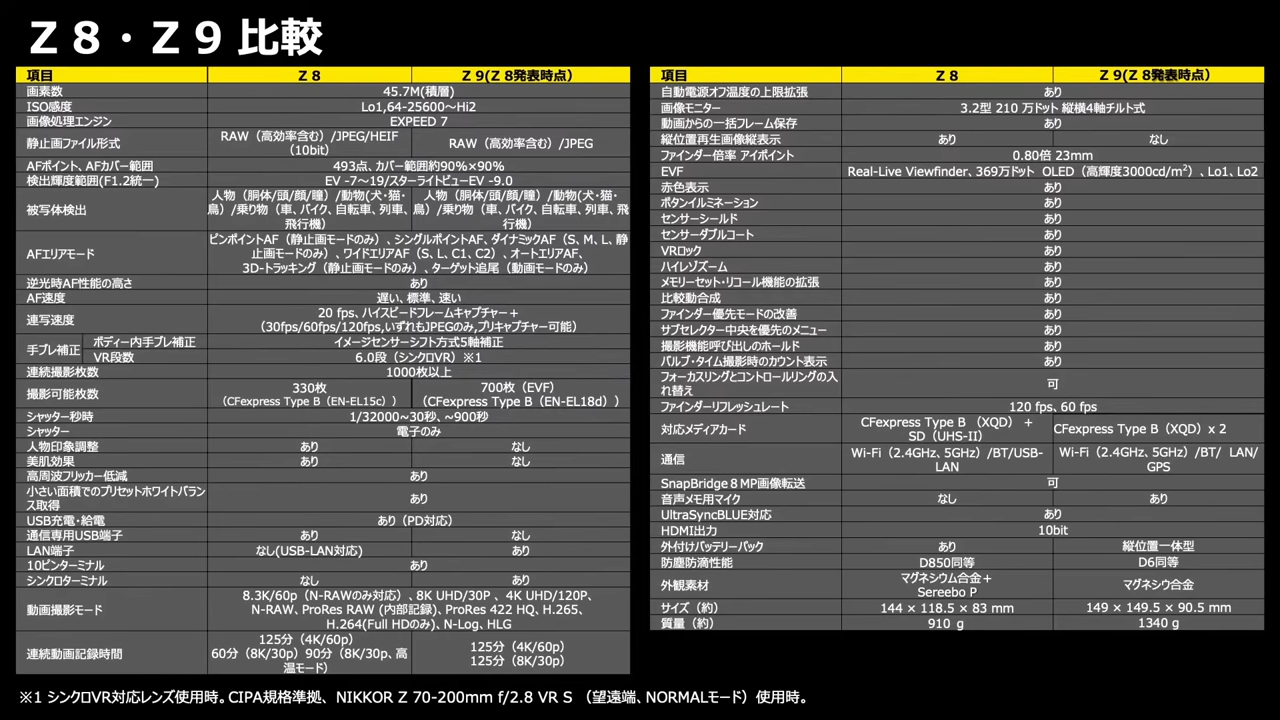 Z 8・Z 9 比較
項目 Z 8 Z 9(Z 8発表時点)
画素数 45.7M(積層)
ISO感度 Lo1,64-25600～Hi2
画像処理エンジン EXPEED 7
静止画ファイル形式 RAW（高効率含む）/JPEG/HEIF RAW（高効率含む）/JPEG
(10bit)
AFポイント、AFカバー範囲 493点、カバー範囲約90%×90%
検出輝度範囲(F1.2統一) EV -7～19/スターライトビューEV -9.0
被写体検出
人物（胴体/頭/顔/瞳）/動物(犬･猫･
鳥）/乗り物（車、バイク、自転車、列車、
飛行機）
人物（胴体/頭/顔/瞳）/動物(犬･猫･
鳥）/乗り物（車、バイク、自転車、列車、飛
行機）
AFエリアモード
ピンポイントAF（静止画モードのみ）、シングルポイントAF、ダイナミックAF（S、M、L、静
止画モードのみ）、ワイドエリアAF（S、L、C1、C2）、オートエリアAF、
3D-トラッキング（静止画モードのみ）、ターゲット追尾（動画モードのみ）
逆光時AF性能の高さ あり
AF速度 遅い、標準、速い
連写速度
20 fps、ハイスピードフレームキャプチャー＋
（30fps/60fps/120fps,いずれもJPEGのみ,プリキャプチャー可能）
手ブレ補正
ボディー内手ブレ補正 イメージセンサーシフト方式5軸補正
VR段数 6.0段（シンクロVR）※1
連続撮影枚数 1000枚以上
撮影可能枚数
330枚
（CFexpress Type B（EN-EL15c））
700枚（EVF）
（CFexpress Type B（EN-EL18d））
シャッター秒時 1/32000~30秒、~900秒
シャッター 電子のみ
人物印象調整 あり なし
美肌効果 あり なし
高周波フリッカー低減 あり
小さい面積でのプリセットホワイトバラン
ス取得
あり
USB充電・給電 あり（PD対応）
通信専用USB端子 あり なし
LAN端子 なし(USB-LAN対応) あり
10ピンターミナル あり
シンクロターミナル なし あり
動画撮影モード
8.3K/60p（N-RAWのみ対応）、8K UHD/30P 、4K UHD/120P、
N-RAW、ProRes RAW (内部記録)、ProRes 422 HQ、H.265、
H.264(Full HDのみ)、N-Log、HLG
連続動画記録時間
125分（4K/60p）
60分（8K/30p）90分（8K/30p、高
温モード）
125分（4K/60p）
125分（8K/30p）
項目 Z 8 Z 9(Z 8発表時点)
自動電源オフ温度の上限拡張 あり
画像モニター 3.2型 210 万ドット 縦横4軸チルト式
動画からの一括フレーム保存 あり
縦位置再生画像縦表示 あり なし
ファインダー倍率 アイポイント 0.80倍 23mm
EVF Real-Live Viewfinder、369万ドット OLED（高輝度3000cd/m²）、Lo1、Lo2
赤色表示 あり
ボタンイルミネーション あり
センサーシールド あり
センサーダブルコート あり
VRロック あり
ハイレゾズーム あり
メモリーセット・リコール機能の拡張 あり
比較動合成 あり
ファインダー優先モードの改善 あり
サブセレクター中央を優先のメニュー あり
撮影機能呼び出しのホールド あり
バルブ・タイム撮影時のカウント表示 あり
フォーカスリングとコントロールリングの入
れ替え
可
ファインダーリフレッシュレート 120 fps、60 fps
対応メディアカード
CFexpress Type B （XQD） ＋
SD（UHS-II）
CFexpress Type B（XQD）x 2
通信
Wi-Fi（2.4GHz、5GHz）/BT/USB-
LAN
Wi-Fi（2.4GHz、5GHz）/BT/ LAN/
GPS
SnapBridge 8 MP画像転送 可
音声メモ用マイク なし あり
UltraSyncBLUE対応 あり
HDMI出力 10bit
外付けバッテリーパック あり 縦位置一体型
防塵防滴性能 D850同等 D6同等
外観素材
マグネシウム合金＋
Sereebo P
マグネシウ合金
サイズ（約） 144 × 118.5 × 83 mm 149 × 149.5 × 90.5 mm
質量（約） 910 g 1340 g
※1 シンクロVR対応レンズ使用時。CIPA規格準拠、 NIKKOR Z 70-200mm f/2.8 VR S （望遠端、NORMALモード）使用時。